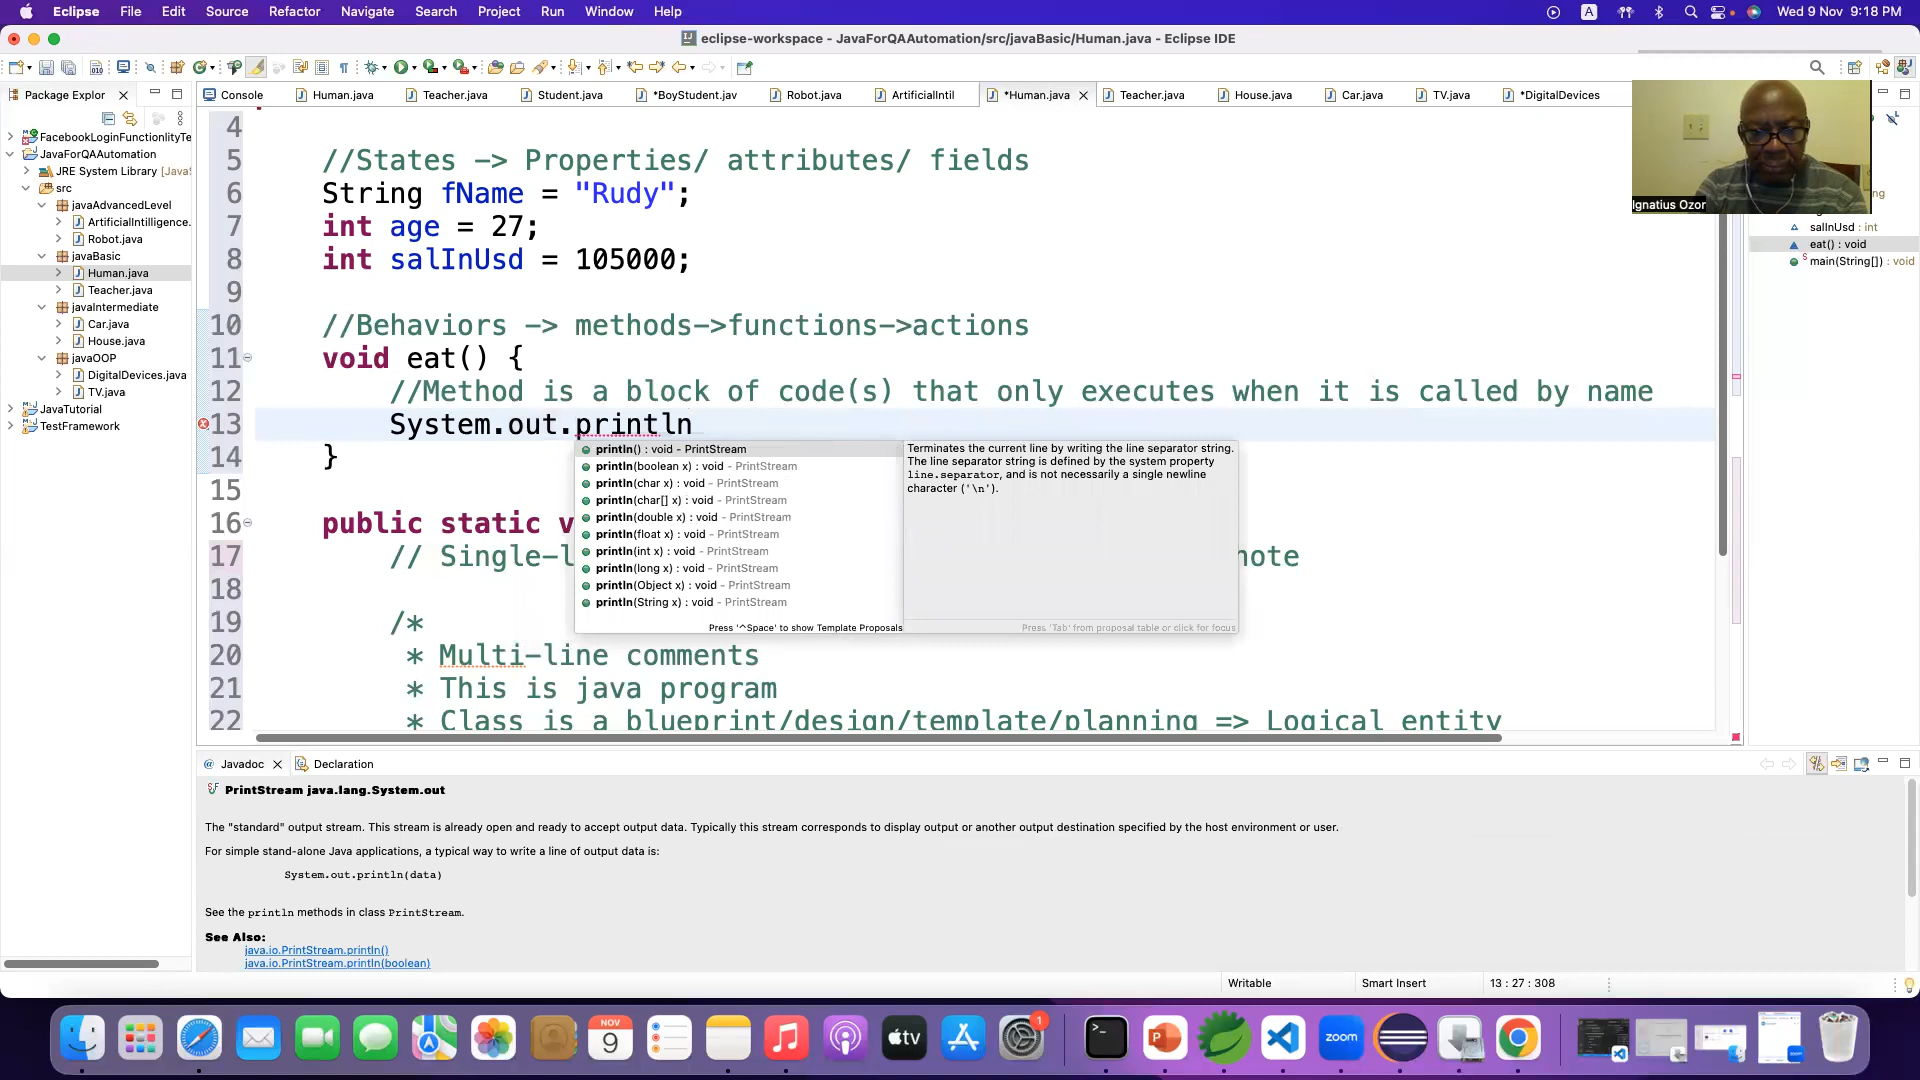 Eclipse File Edit Source Refactor Navigate Search Project Run Window Help A Wed 9 Nov 9:18 PM
eclipse-workspace - JavaForQAAutomation/src/javaBasic/Human.java - Eclipse IDE
Package Explor
Console Human.java Teacher.java Student.java *BoyStudent.jav Robot.java ArtificialIntil *Human.java Teacher.java House.java Car.java TV.java *DigitalDevices
FacebookLoginFunctionlityTe
JavaForQAAutomation
JRE System Library [JavaS
src
javaAdvancedLevel
ArtificialIntilligence.
Robot.java
javaBasic
Human.java
Teacher.java
javaIntermediate
Car.java
House.java
javaOOP
DigitalDevices.java
TV.java
JavaTutorial
TestFramework
4
5 //States -> Properties/ attributes/ fields
6 String fName = "Rudy";
7 int age = 27;
8 int salInUsd = 105000;
9
10 //Behaviors -> methods->functions->actions
11 void eat() {
12 //Method is a block of code(s) that only executes when it is called by name
13 System.out.println
14 }
15
16 public static v
17 // Single-l note
18
19 /*
20 * Multi-line comments
21 * This is java program
22 * Class is a blueprint/design/template/planning => Logical entity
println() : void - PrintStream
println(boolean x) : void - PrintStream
println(char x) : void - PrintStream
println(char[] x) : void - PrintStream
println(double x) : void - PrintStream
println(float x) : void - PrintStream
println(int x) : void - PrintStream
println(long x) : void - PrintStream
println(Object x) : void - PrintStream
println(String x) : void - PrintStream
Press '^Space' to show Template Proposals
Terminates the current line by writing the line separator string.
The line separator string is defined by the system property
line.separator, and is not necessarily a single newline
character ('\n').
Press 'Tab' from proposal table or click for focus
Ignatius Ozor
ng
salInUsd : int
eat() : void
main(String[]) : void
Javadoc Declaration
PrintStream java.lang.System.out
The "standard" output stream. This stream is already open and ready to accept output data. Typically this stream corresponds to display output or another output destination specified by the host environment or user.
For simple stand-alone Java applications, a typical way to write a line of output data is:
System.out.println(data)
See the println methods in class PrintStream.
See Also:
java.io.PrintStream.println()
java.io.PrintStream.println(boolean)
Writable Smart Insert 13 : 27 : 308
NOV
9
tv
1
zoom